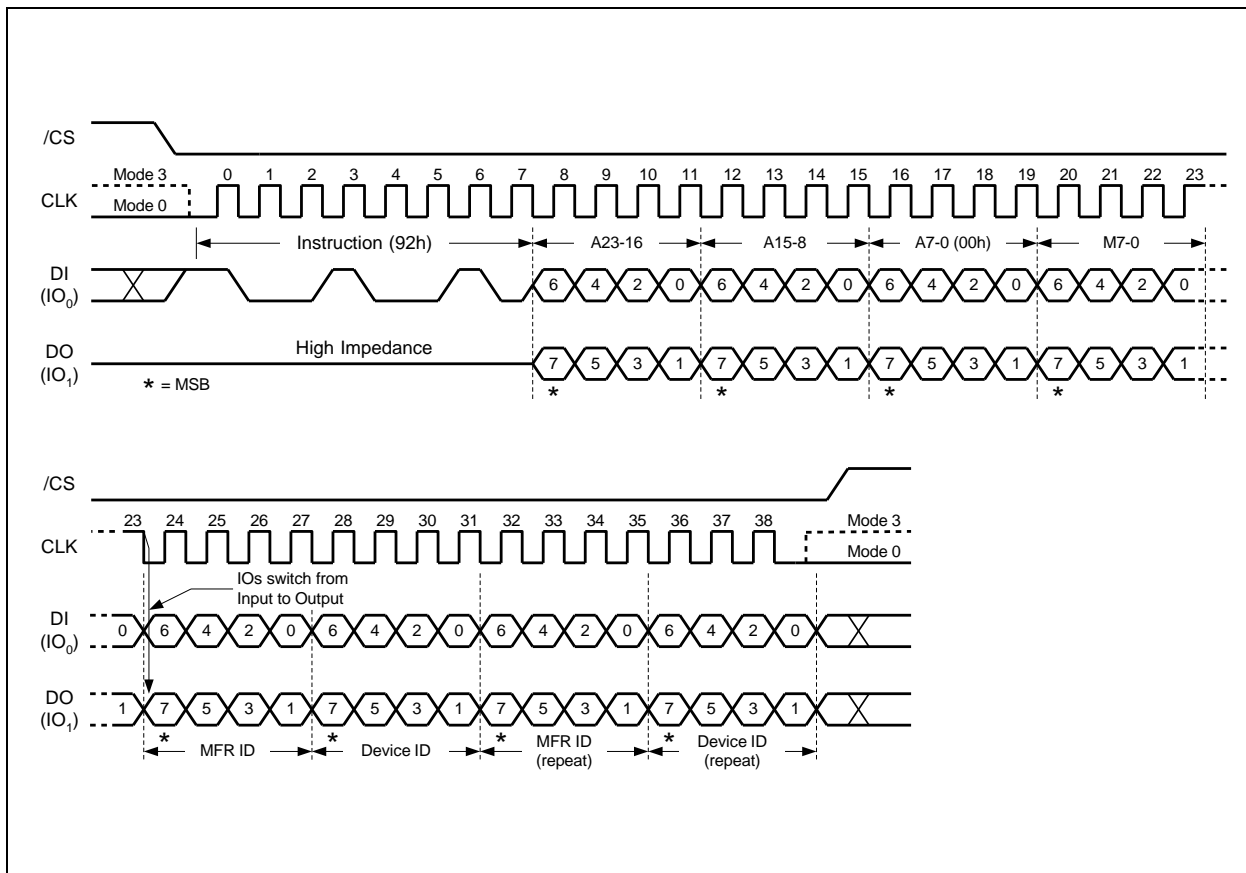 /CS
Mode 3 0 1 2 3 4 5 6 7 8 9 10 11 12 13 14 15 16 17 18 19 20 21 22 23
CLK
Mode 0
Instruction (92h) A23-16 A15-8 A7-0 (00h) M7-0
DI
(IO0) 6 4 2 0 6 4 2 0 6 4 2 0 6 4 2 0
High Impedance
DO
(IO1) 7 5 3 1 7 5 3 1 7 5 3 1 7 5 3 1
* = MSB * * * *
/CS
23 24 25 26 27 28 29 30 31 32 33 34 35 36 37 38 Mode 3
CLK
Mode 0
IOs switch from
Input to Output
DI
(IO0) 0 6 4 2 0 6 4 2 0 6 4 2 0 6 4 2 0
DO
(IO1) 1 7 5 3 1 7 5 3 1 7 5 3 1 7 5 3 1
* * * *
MFR ID Device ID MFR ID
(repeat) Device ID
(repeat)